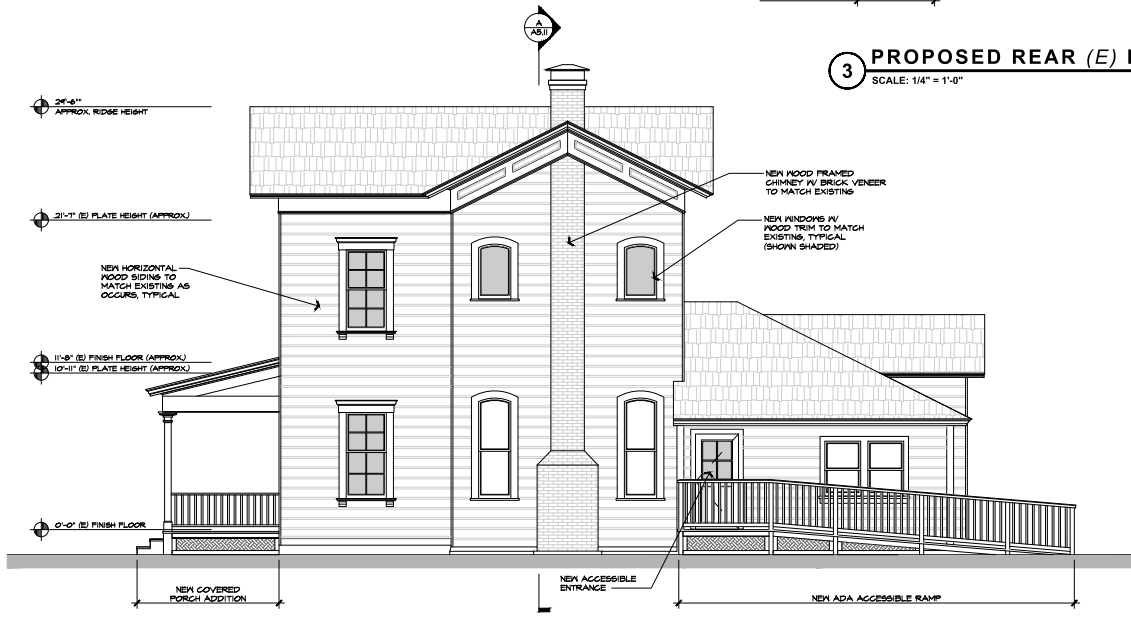 A
A5.11
3 PROPOSED REAR (E)
SCALE: 1/4" = 1'-0"
29'-6"
APPROX. RIDGE HEIGHT
NEW WOOD FRAMED
CHIMNEY W/ BRICK VENEER
TO MATCH EXISTING
21'-7" (E) PLATE HEIGHT (APPROX.)
NEW WINDOWS W/
WOOD TRIM TO MATCH
EXISTING, TYPICAL
(SHOWN SHADED)
NEW HORIZONTAL
WOOD SIDING TO
MATCH EXISTING AS
OCCURS, TYPICAL
11'-8" (E) FINISH FLOOR (APPROX.)
10'-11" (E) PLATE HEIGHT (APPROX.)
0'-0" (E) FINISH FLOOR
NEW COVERED
PORCH ADDITION
NEW ACCESSIBLE
ENTRANCE
NEW ADA ACCESSIBLE RAMP